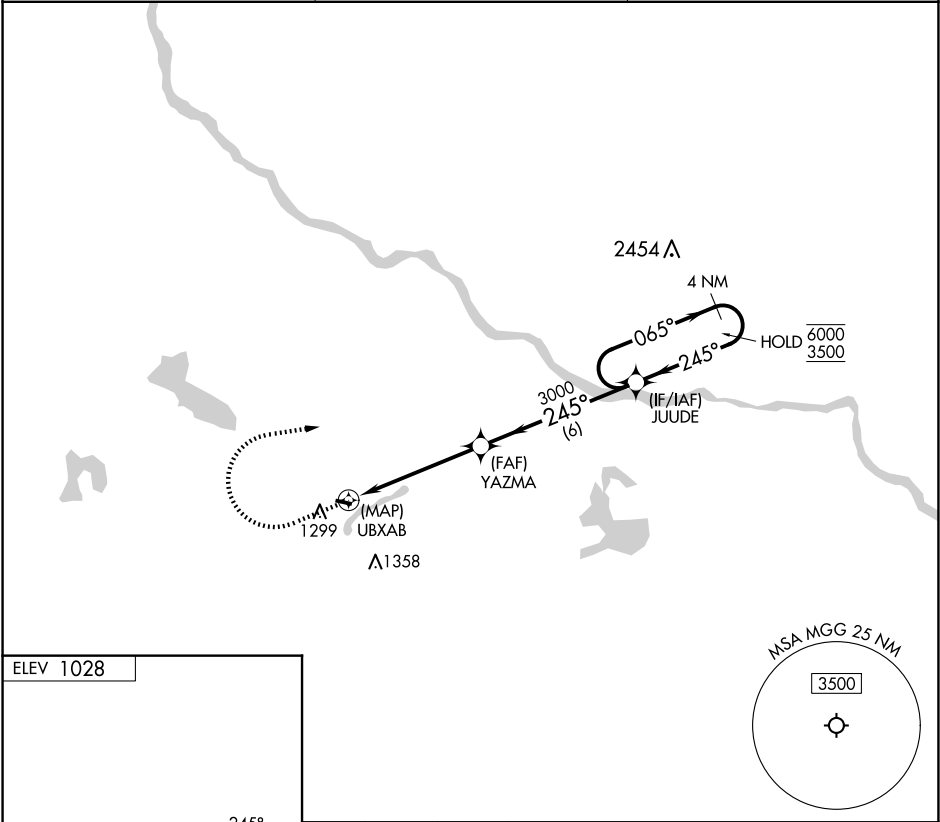 2454
4 NM
065°
HOLD 6000
3500
245°
3000
245°
(6)
(IF/IAF)
JUUDE
(FAF)
YAZMA
(MAP)
UBXAB
1299
1358
MSA MGG 25 NM
3500
ELEV 1028
245°